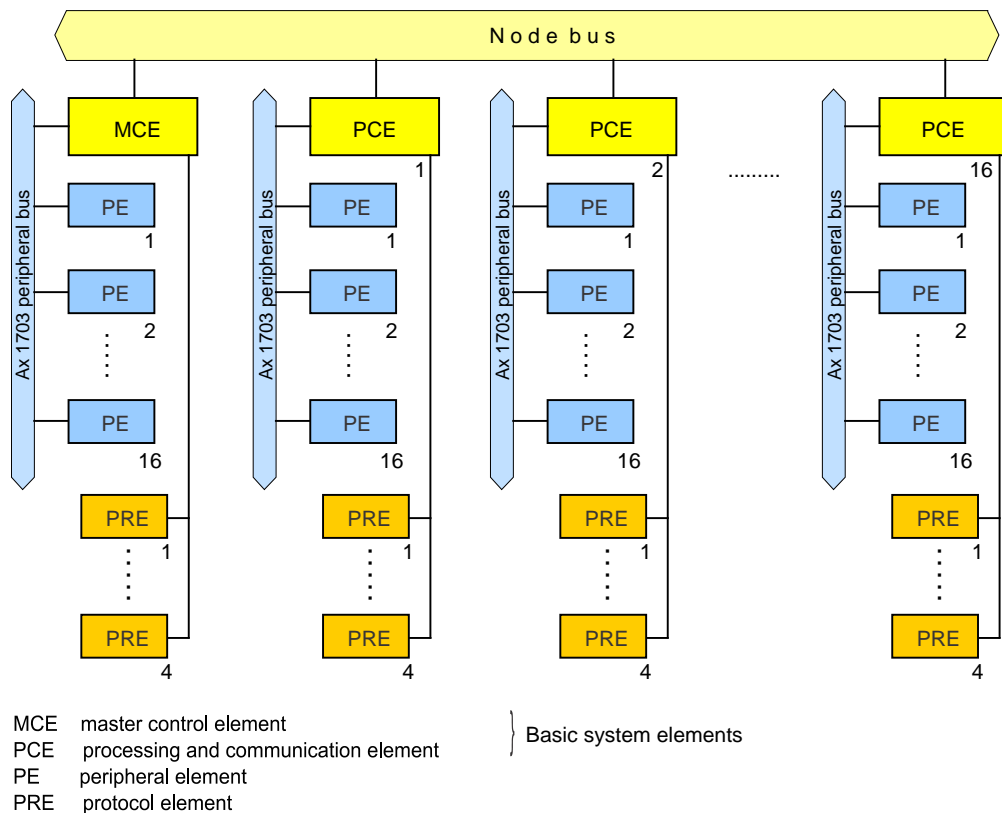 Node bus
MCE PCE PCE PCE
1 2 ......... 16
Ax 1703 peripheral bus Ax 1703 peripheral bus Ax 1703 peripheral bus Ax 1703 peripheral bus
PE PE PE PE
1 1 1 1
PE PE PE PE
2 2 2 2
PE PE PE PE
16 16 16 16
PRE PRE PRE PRE
1 1 1 1
PRE PRE PRE PRE
4 4 4 4
MCE master control element
PCE processing and communication element
} Basic system elements
PE peripheral element
PRE protocol element